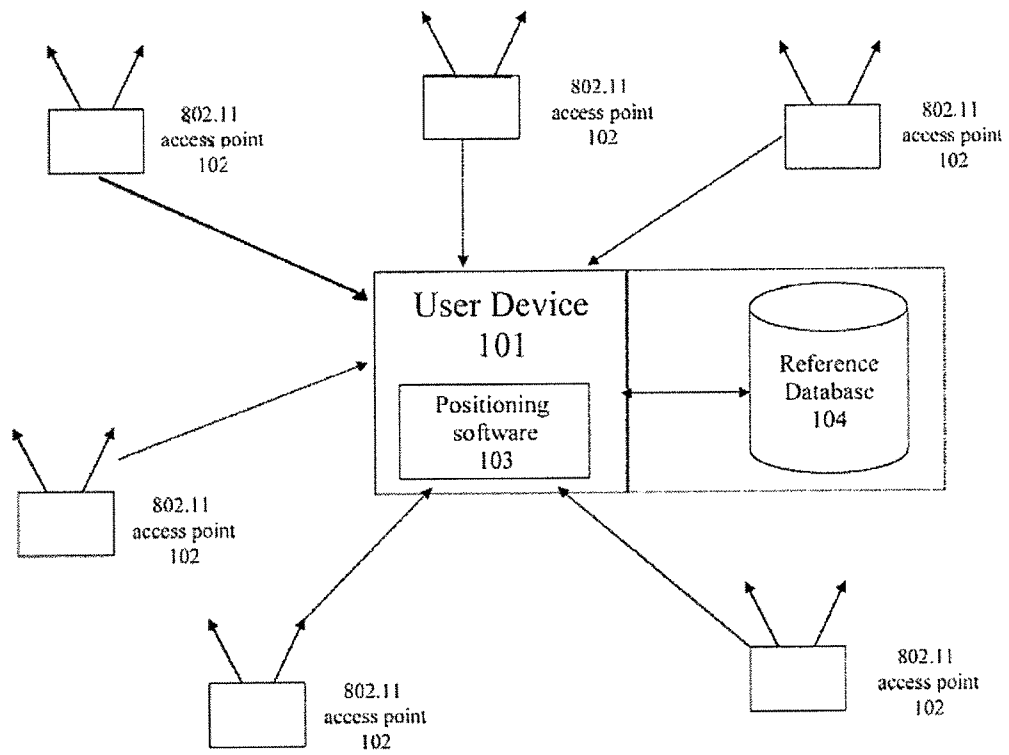 802.11
access point
102
802.11
access point
102
802.11
access point
102
User Device
101
Positioning
software
103
Reference
Database
104
802.11
access point
102
802.11
access point
102
802.11
access point
102